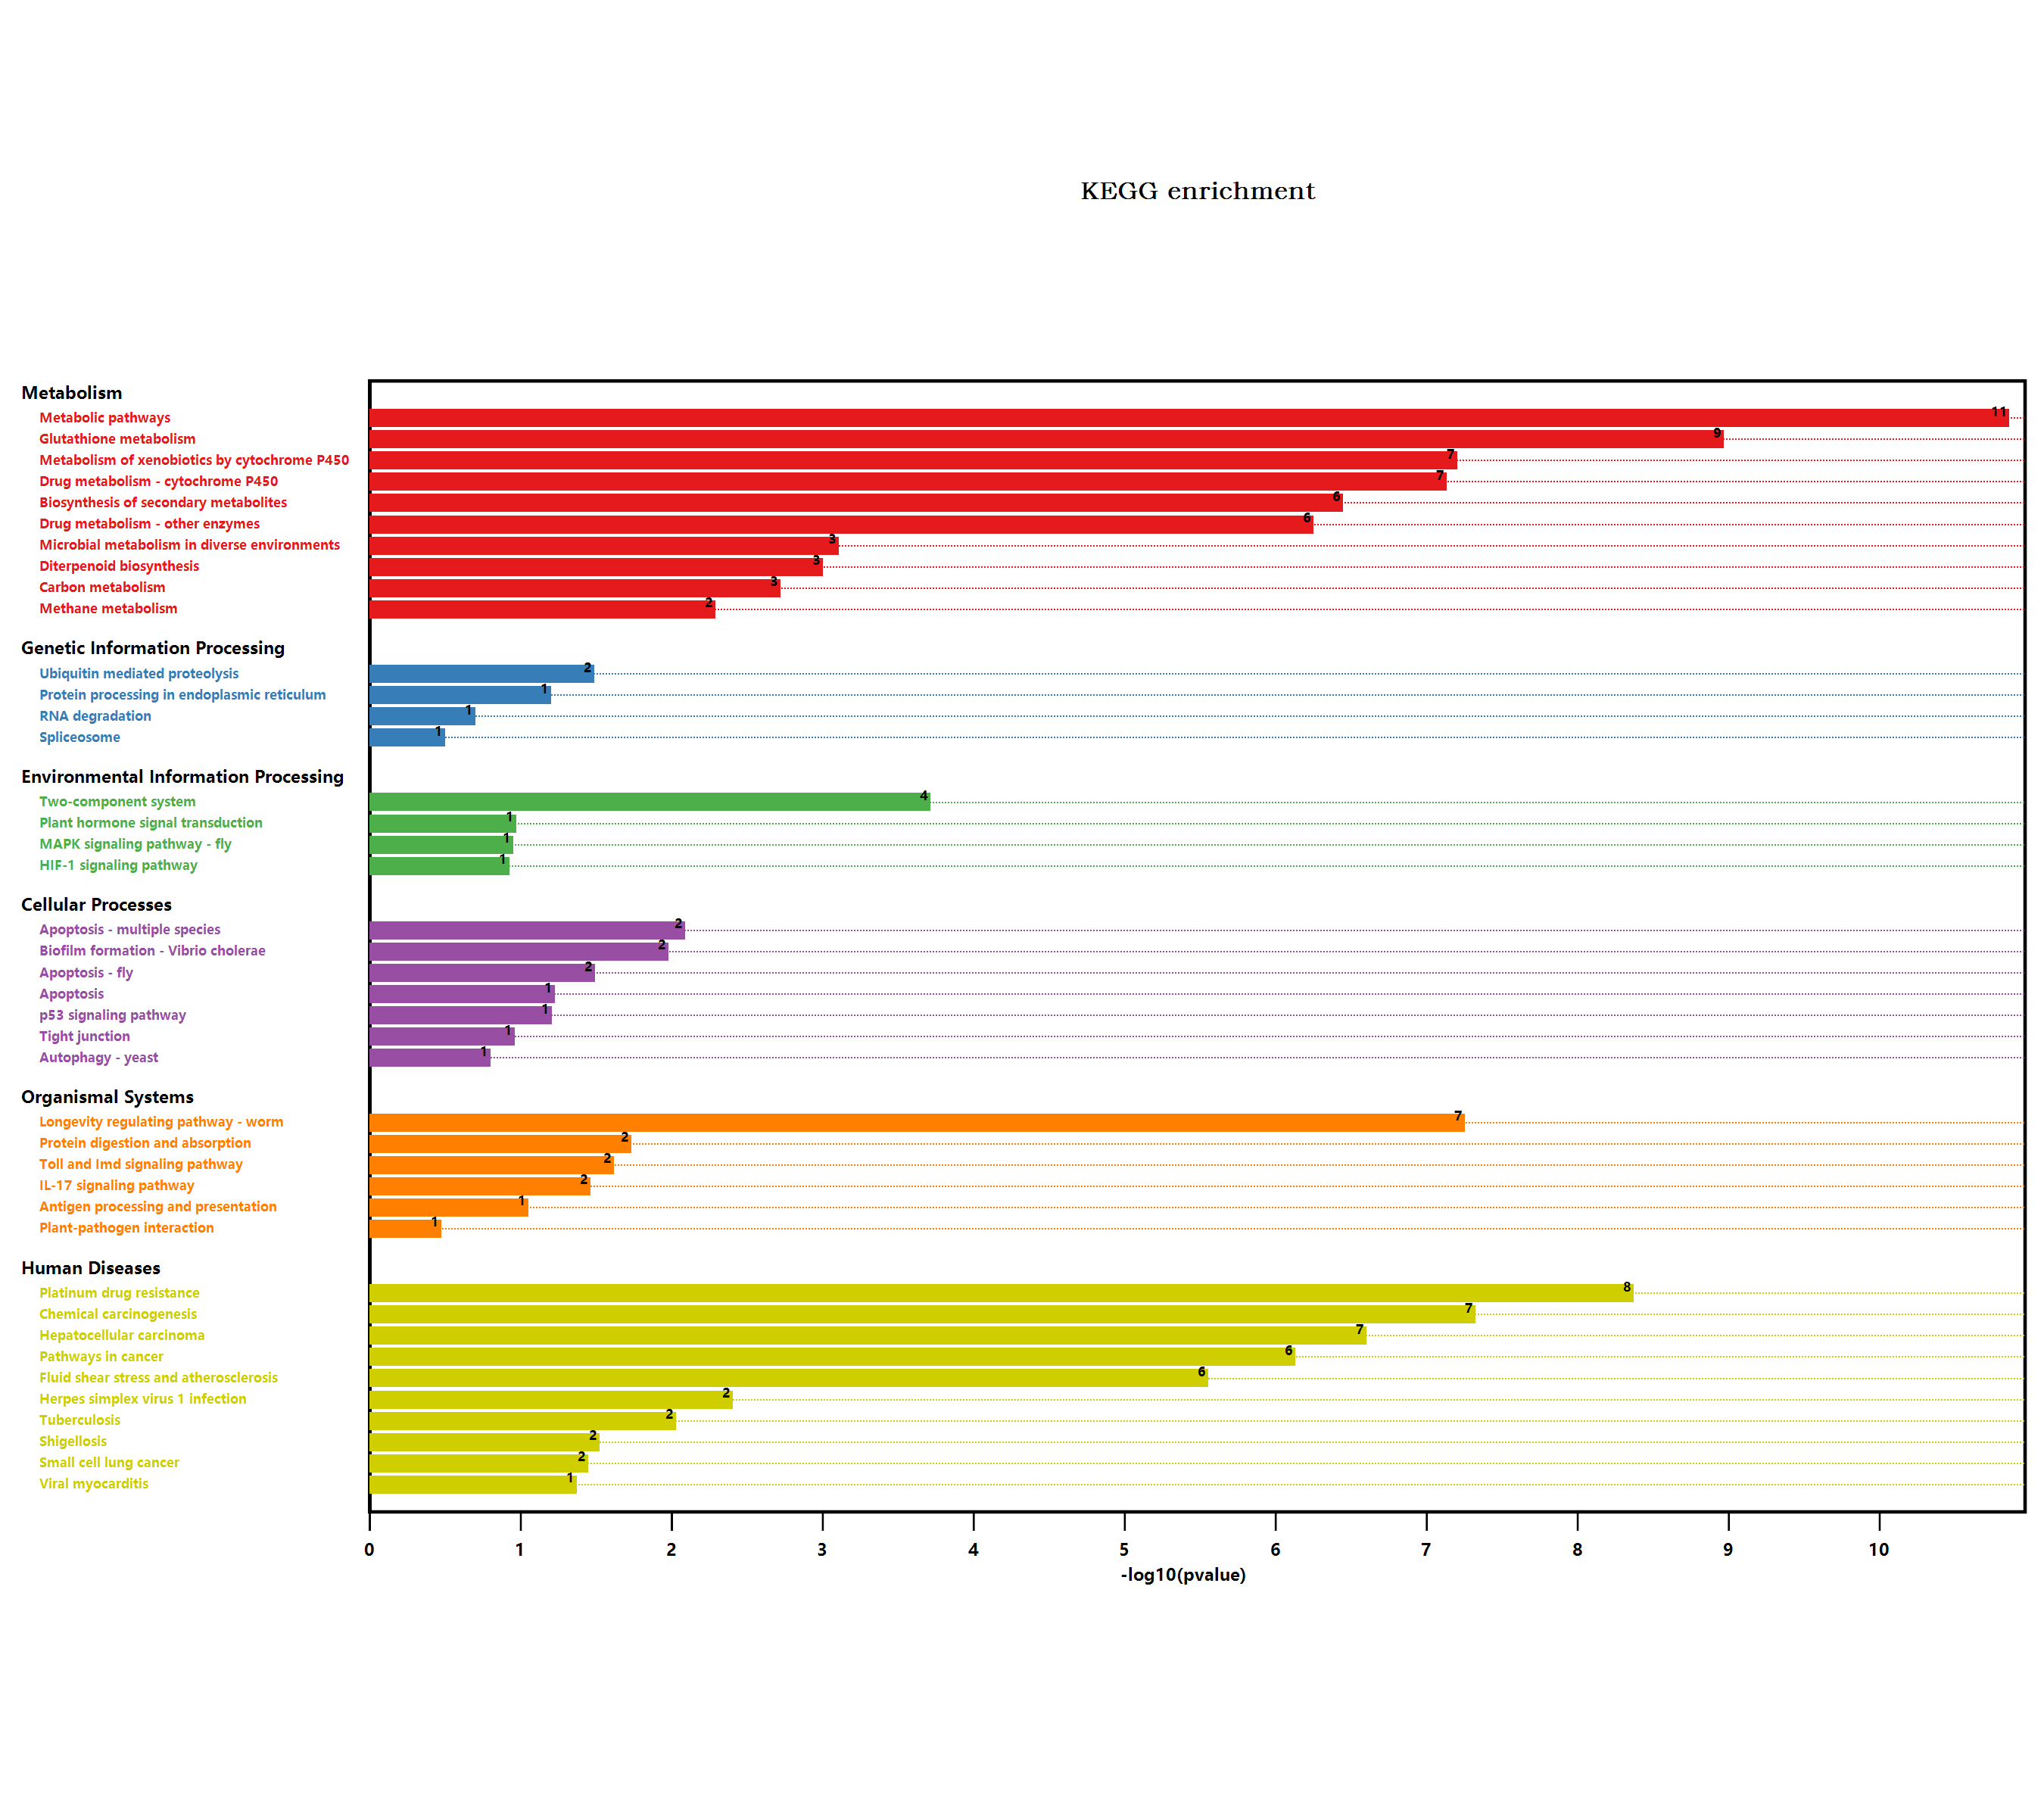 KEGG enrichment
Metabolism
Metabolic pathways 11
Glutathione metabolism 9
Metabolism of xenobiotics by cytochrome P450 7
Drug metabolism - cytochrome P450 7
Biosynthesis of secondary metabolites 6
Drug metabolism - other enzymes 6
Microbial metabolism in diverse environments 3
Diterpenoid biosynthesis 3
Carbon metabolism 3
Methane metabolism 2
Genetic Information Processing
Ubiquitin mediated proteolysis 2
Protein processing in endoplasmic reticulum 1
RNA degradation 1
Spliceosome 1
Environmental Information Processing
Two-component system 4
Plant hormone signal transduction 1
MAPK signaling pathway - fly 1
HIF-1 signaling pathway 1
Cellular Processes
Apoptosis - multiple species 2
Biofilm formation - Vibrio cholerae 2
Apoptosis - fly 2
Apoptosis 1
p53 signaling pathway 1
Tight junction 1
Autophagy - yeast 1
Organismal Systems
Longevity regulating pathway - worm 7
Protein digestion and absorption 2
Toll and Imd signaling pathway 2
IL-17 signaling pathway 2
Antigen processing and presentation 1
Plant-pathogen interaction 1
Human Diseases
Platinum drug resistance 8
Chemical carcinogenesis 7
Hepatocellular carcinoma 7
Pathways in cancer 6
Fluid shear stress and atherosclerosis 6
Herpes simplex virus 1 infection 2
Tuberculosis 2
Shigellosis 2
Small cell lung cancer 2
Viral myocarditis 1
0 1 2 3 4 5 6 7 8 9 10
-log10(pvalue)